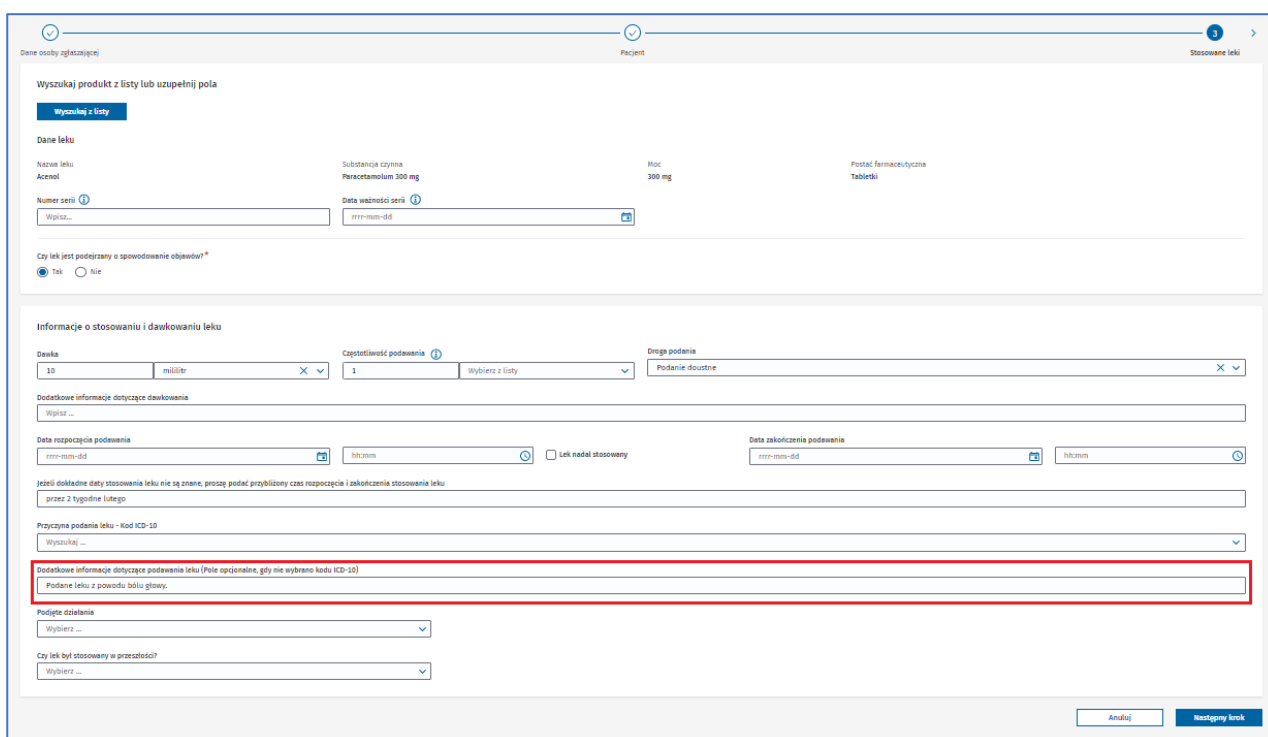 3
Dane osoby zgłaszającej
Pacjent
Stosowane leki
Wyszukaj produkt z listy lub uzupełnij pola
Wyszukaj z listy
Dane leku
Nazwa leku
Substancja czynna
Moc
Postać farmaceutyczna
Acenol
Paracetamolum 300 mg
300 mg
Tabletki
Numer serii
Data ważności serii
Wpisz...
rrrr-mm-dd
Czy lek jest podejrzany o spowodowanie objawów?*
Tak
Nie
Informacje o stosowaniu i dawkowaniu leku
Dawka
Częstotliwość podawania
Droga podania
10
mililitr
1
Wybierz z listy
Podanie doustne
Dodatkowe informacje dotyczące dawkowania
Wpisz ...
Data rozpoczęcia podawania
Data zakończenia podawania
rrrr-mm-dd
hh:mm
Lek nadal stosowany
rrrr-mm-dd
hh:mm
Jeżeli dokładne daty stosowania leku nie są znane, proszę podać przybliżony czas rozpoczęcia i zakończenia stosowania leku
przez 2 tygodne lutego
Przyczyna podania leku - Kod ICD-10
Wyszukaj ...
Dodatkowe informacje dotyczące podawania leku (Pole opcjonalne, gdy nie wybrano kodu ICD-10)
Podane leku z powodu bólu głowy.
Podjęte działania
Wybierz ...
Czy lek był stosowany w przeszłości?
Wybierz ...
Anuluj
Następny krok